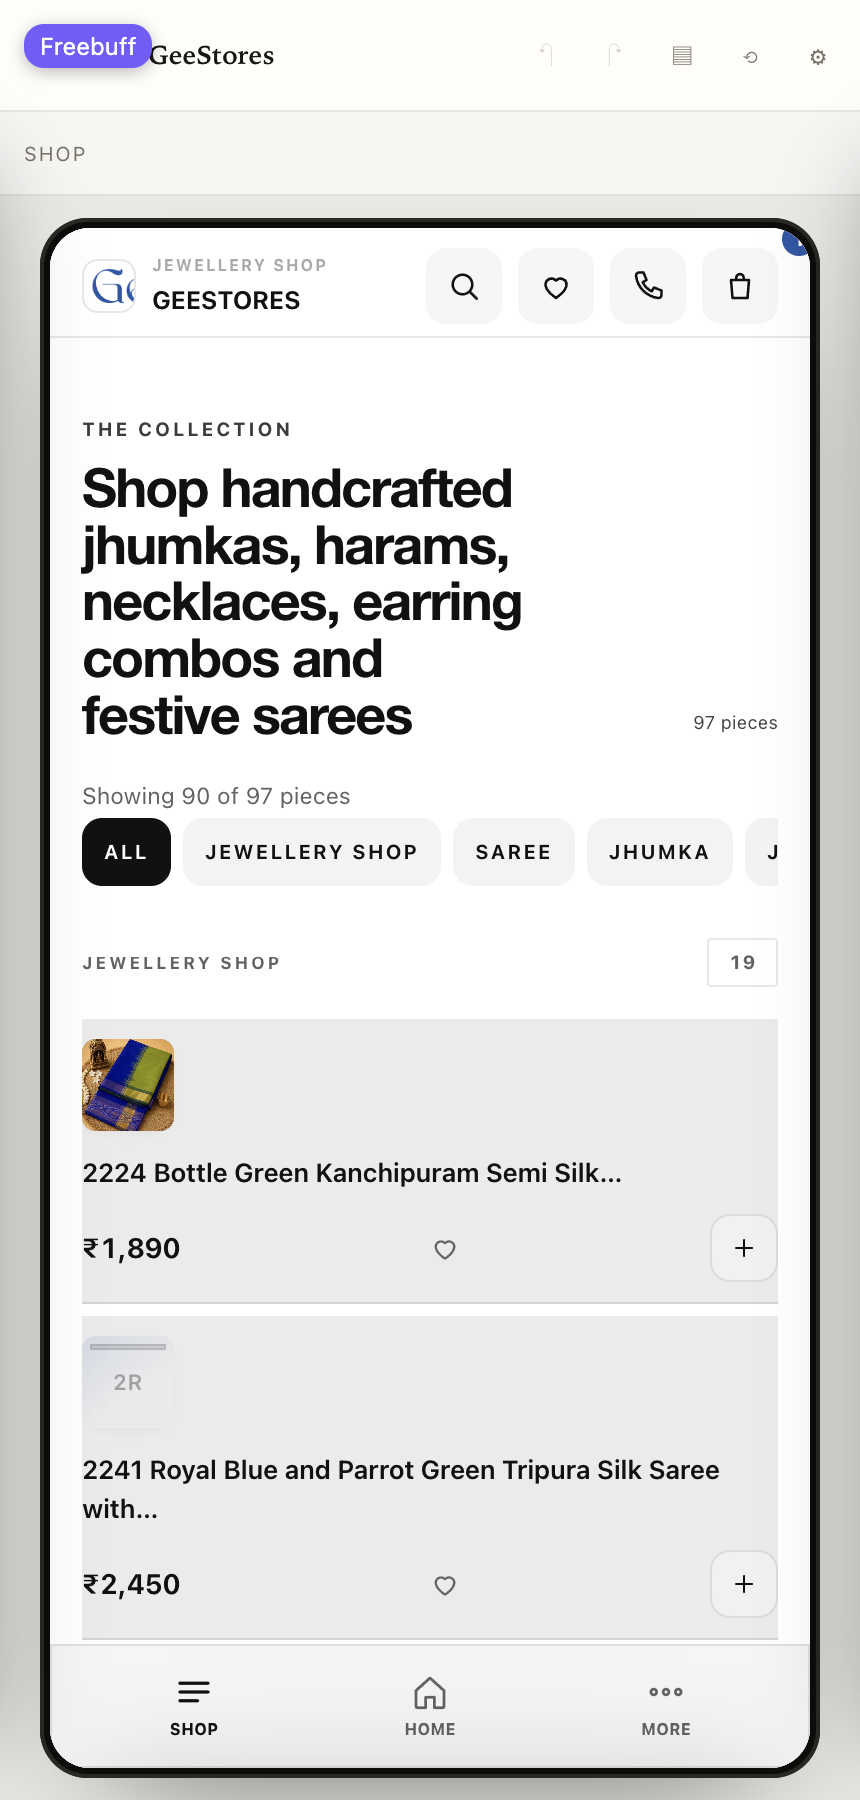 Freebuff
GeeStores
SHOP
Ge
JEWELLERY SHOP
GEESTORES
THE COLLECTION
Shop handcrafted
jhumkas, harams,
necklaces, earring
combos and
festive sarees
97 pieces
Showing 90 of 97 pieces
ALL
JEWELLERY SHOP
SAREE
JHUMKA
J
JEWELLERY SHOP
19
2224 Bottle Green Kanchipuram Semi Silk...
₹1,890
+
2R
2241 Royal Blue and Parrot Green Tripura Silk Saree
with...
₹2,450
+
SHOP
HOME
MORE